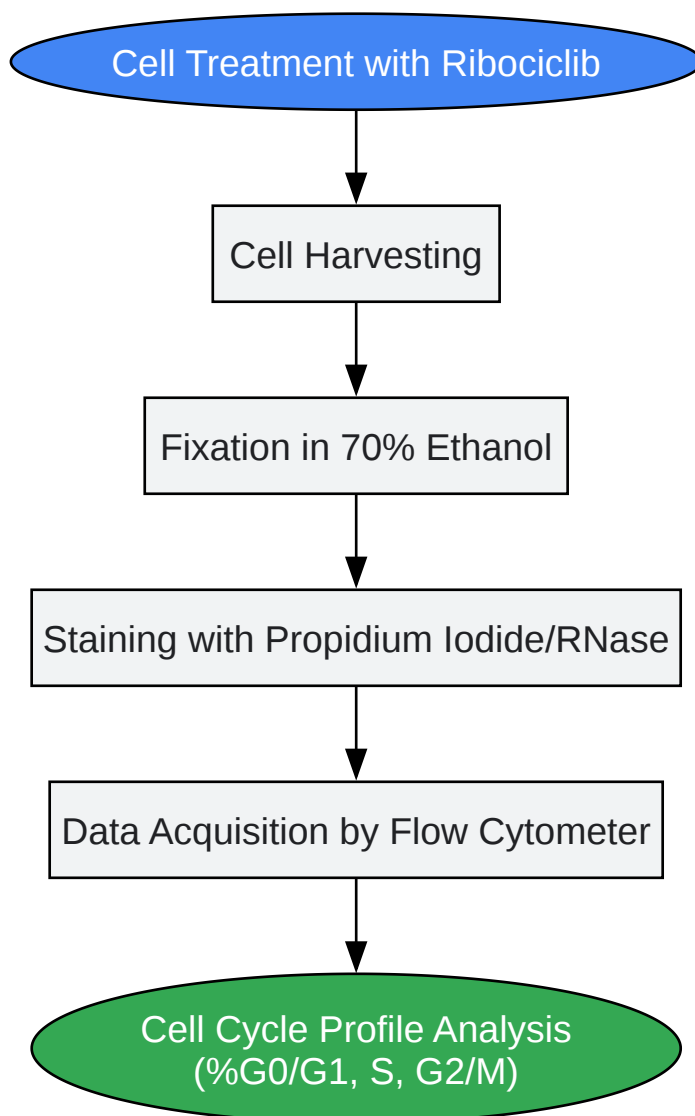 Cell Treatment with Ribociclib
Cell Harvesting
Fixation in 70% Ethanol
Staining with Propidium Iodide/RNase
Data Acquisition by Flow Cytometer
Cell Cycle Profile Analysis
(%G0/G1, S, G2/M)